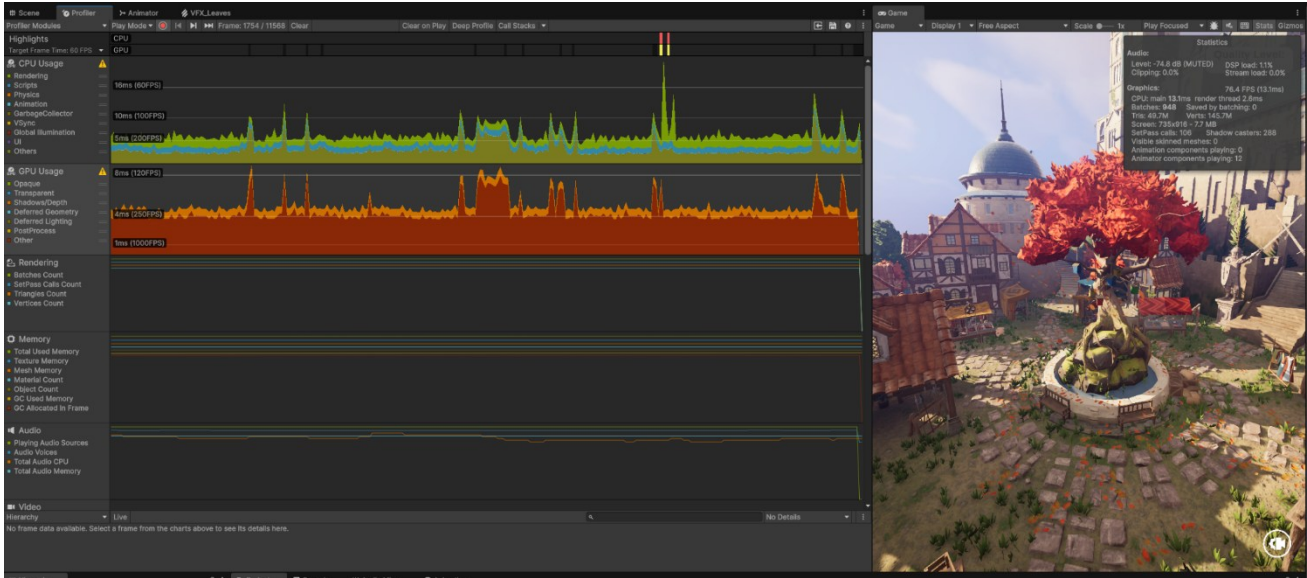 Scene Profiler Animator VFX_Leaves
Profiler Modules Play Mode Frame: 1754 / 11568 Clear Clear on Play Deep Profile Call Stacks
Highlights CPU
Target Frame Time: 60 FPS GPU
CPU Usage
Rendering
Scripts
Physics
Animation
GarbageCollector
VSync
Global Illumination
UI
Others
16ms (60FPS)
10ms (100FPS)
5ms (200FPS)
GPU Usage
Opaque
Transparent
Shadows/Depth
Deferred Geometry
Deferred Lighting
PostProcess
Other
8ms (120FPS)
4ms (250FPS)
1ms (1000FPS)
Rendering
Batches Count
SetPass Calls Count
Triangles Count
Vertices Count
Memory
Total Used Memory
Texture Memory
Mesh Memory
Material Count
Object Count
GC Used Memory
GC Allocated In Frame
Audio
Playing Audio Sources
Audio Voices
Total Audio CPU
Total Audio Memory
Video
Hierarchy Live No Details
No frame data available. Select a frame from the charts above to see its details here.
Game
Game Display 1 Free Aspect Scale 1x Play Focused Stats Gizmos
Statistics
Audio:
Level: -74.8 dB (MUTED) DSP load: 1.1%
Clipping: 0.0% Stream load: 0.0%
Graphics: 76.4 FPS (13.1ms)
CPU: main 13.1ms render thread 2.6ms
Batches: 948 Saved by batching: 0
Tris: 49.7M Verts: 145.7M
Screen: 735x916 - 7.7 MB
SetPass calls: 106 Shadow casters: 288
Visible skinned meshes: 0
Animation components playing: 0
Animator components playing: 12